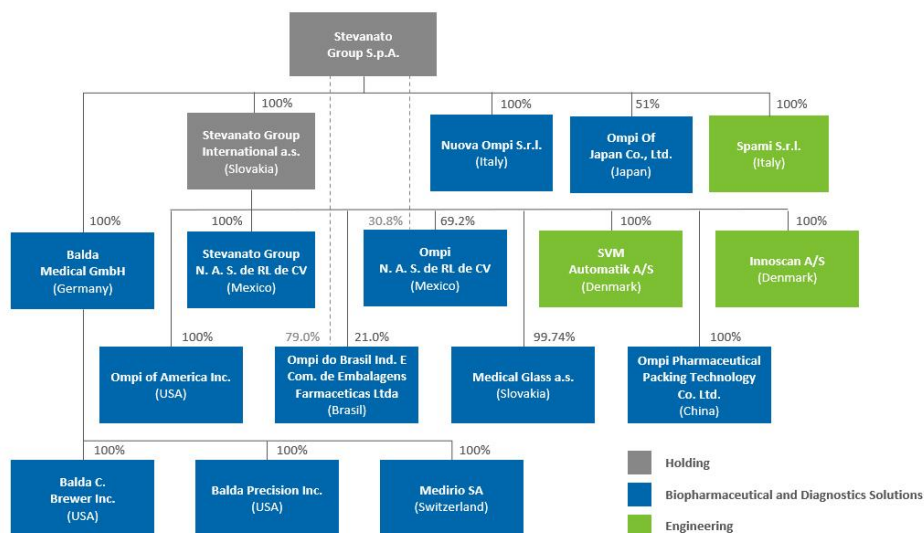 Stevanato
Group S.p.A.
100%
100%
51%
100%
Stevanato Group
International a.s.
(Slovakia)
Nuova Ompi S.r.l.
(Italy)
Ompi Of
Japan Co., Ltd.
(Japan)
Spami S.r.l.
(Italy)
100%
100%
30.8%
69.2%
100%
100%
Balda
Medical GmbH
(Germany)
Stevanato Group
N. A. S. de RL de CV
(Mexico)
Ompi
N. A. S. de RL de CV
(Mexico)
SVM
Automatik A/S
(Denmark)
Innoscan A/S
(Denmark)
100%
79.0%
21.0%
99.74%
100%
Ompi of America Inc.
(USA)
Ompi do Brasil Ind. E
Com. de Embalagens
Farmaceticas Ltda
(Brasil)
Medical Glass a.s.
(Slovakia)
Ompi Pharmaceutical
Packing Technology
Co. Ltd.
(China)
100%
100%
100%
Balda C.
Brewer Inc.
(USA)
Balda Precision Inc.
(USA)
Medirio SA
(Switzerland)
Holding
Biopharmaceutical and Diagnostics Solutions
Engineering